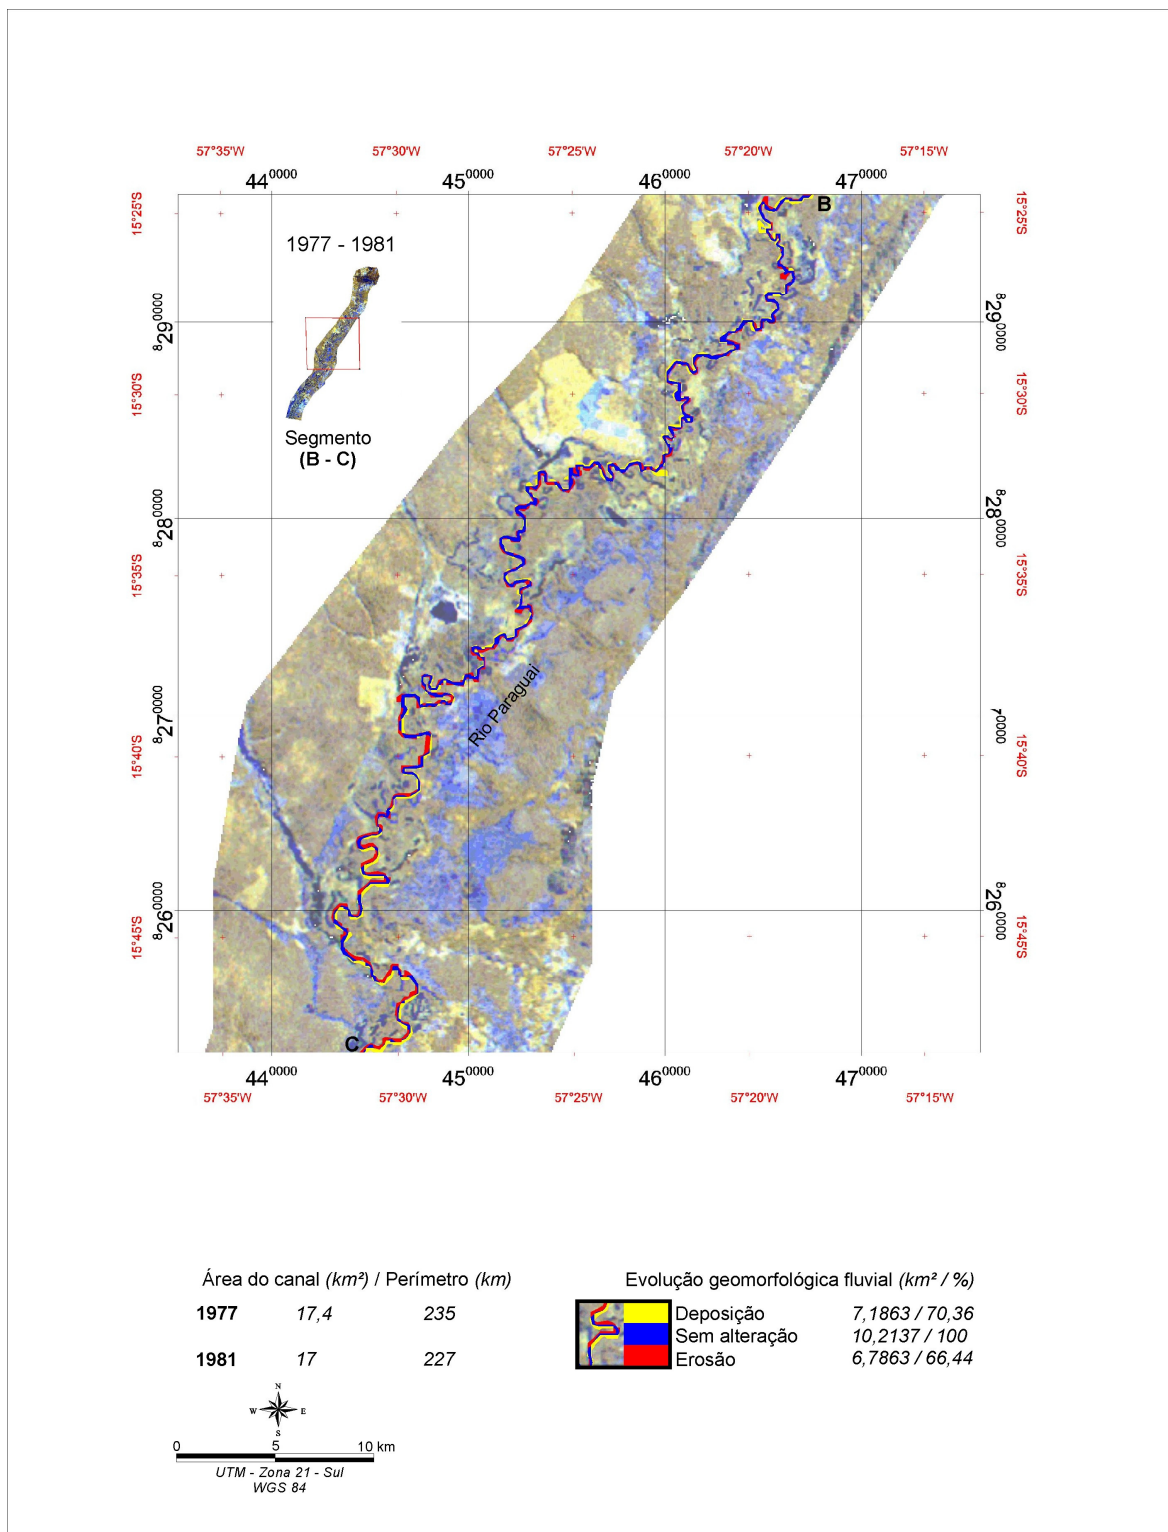 57°35'W 57°30'W 57°25'W 57°20'W 57°15'W
44⁰⁰⁰⁰ 45⁰⁰⁰⁰ 46⁰⁰⁰⁰ 47⁰⁰⁰⁰
B
15°25'S 15°25'S
1977 - 1981
⁸29⁰⁰⁰⁰ ⁸29⁰⁰⁰⁰
15°30'S 15°30'S
Segmento
(B - C)
⁸28⁰⁰⁰⁰ ⁸28⁰⁰⁰⁰
15°35'S 15°35'S
Rio Paraguai
⁸27⁰⁰⁰⁰ ⁷⁰⁰⁰⁰
15°40'S 15°40'S
⁸26⁰⁰⁰⁰ ⁸26⁰⁰⁰⁰
15°45'S 15°45'S
C
44⁰⁰⁰⁰ 45⁰⁰⁰⁰ 46⁰⁰⁰⁰ 47⁰⁰⁰⁰
57°35'W 57°30'W 57°25'W 57°20'W 57°15'W
Área do canal (km²) / Perímetro (km)
1977 17,4 235
1981 17 227
Evolução geomorfológica fluvial (km² / %)
Deposição 7,1863 / 70,36
Sem alteração 10,2137 / 100
Erosão 6,7863 / 66,44
N
W E
S
0 5 10 km
UTM - Zona 21 - Sul
WGS 84